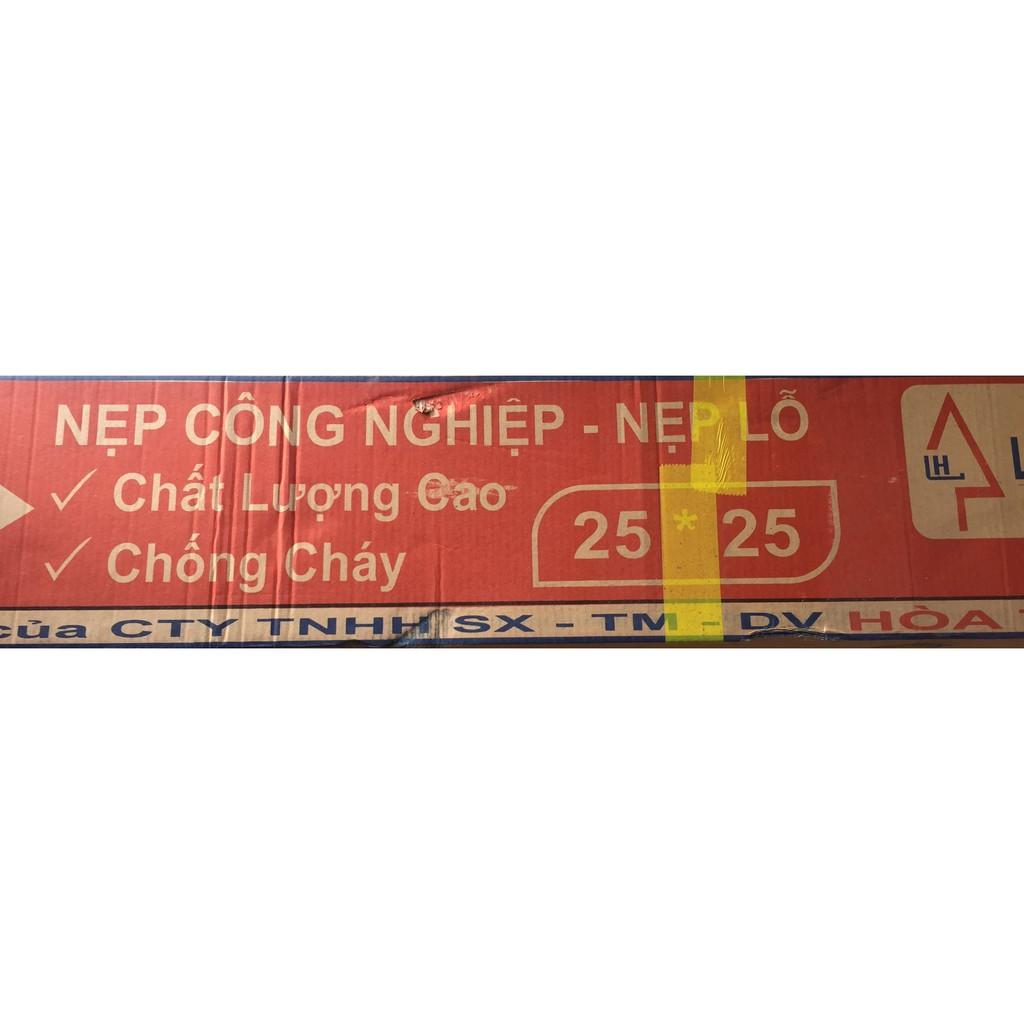 NẸP CÔNG NGHIỆP - NẸP LỖ
✓ Chất Lượng Cao
✓ Chống Cháy
25 * 25
LH
của CTY TNHH SX - TM - DV HÒA